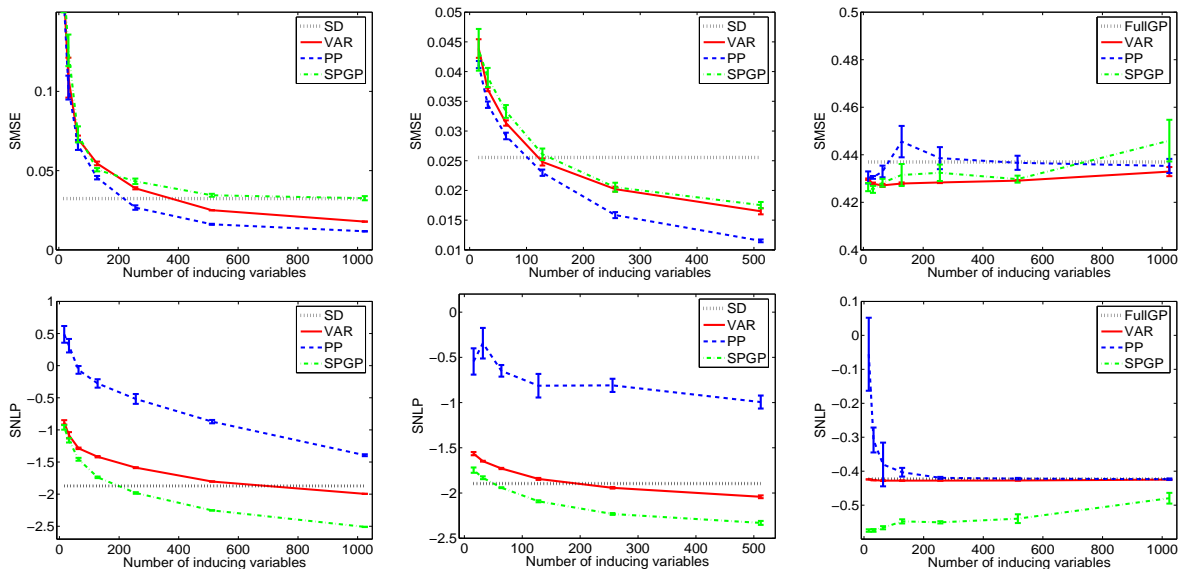 SMSE
0.1
0.05
0
0
200
400
600
800
1000
Number of inducing variables
SD
VAR
PP
SPGP
SMSE
0.05
0.045
0.04
0.035
0.03
0.025
0.02
0.015
0.01
0
100
200
300
400
500
Number of inducing variables
SD
VAR
PP
SPGP
SMSE
0.5
0.48
0.46
0.44
0.42
0.4
0
200
400
600
800
1000
Number of inducing variables
FullGP
VAR
PP
SPGP
SNLP
1
0.5
0
−0.5
−1
−1.5
−2
−2.5
0
200
400
600
800
1000
Number of inducing variables
SD
VAR
PP
SPGP
SNLP
0
−0.5
−1
−1.5
−2
−2.5
0
100
200
300
400
500
Number of inducing variables
SD
VAR
PP
SPGP
SNLP
0.1
0
−0.1
−0.2
−0.3
−0.4
−0.5
0
200
400
600
800
1000
Number of inducing variables
FullGP
VAR
PP
SPGP